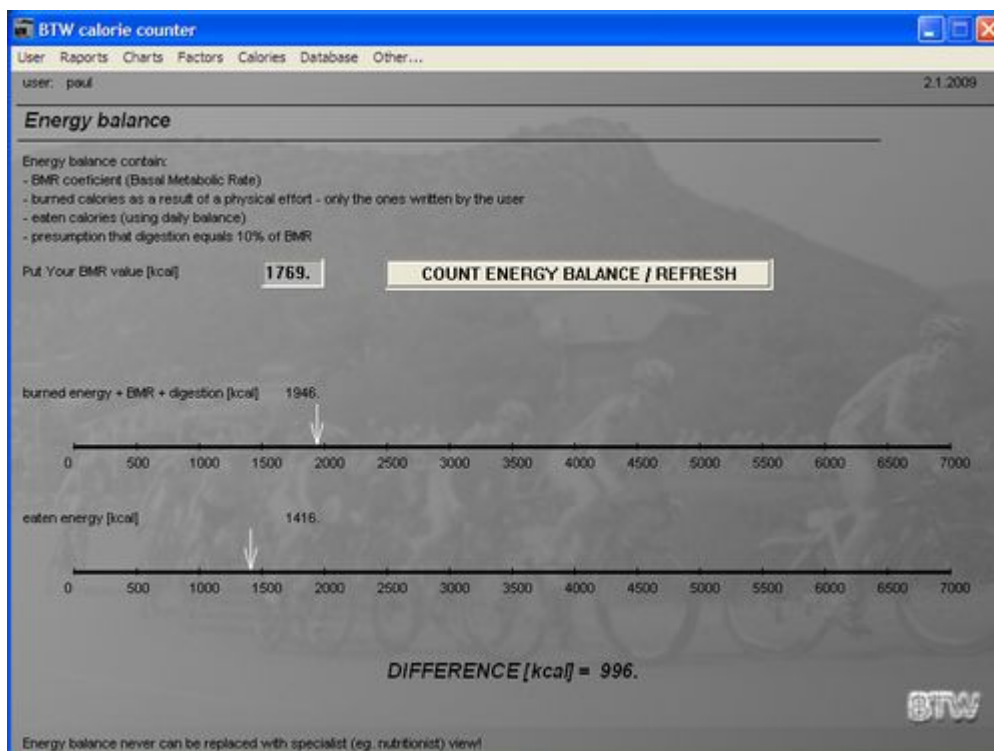 BTW calorie counter
User Raports Charts Factors Calories Database Other...
user: paul 2.1.2009
Energy balance
Energy balance contain:
- BMR coeficient (Basal Metabolic Rate)
- burned calories as a result of a physical effort - only the ones written by the user
- eaten calories (using daily balance)
- presumption that digestion equals 10% of BMR
Put Your BMR value [kcal] 1769. COUNT ENERGY BALANCE / REFRESH
burned energy + BMR + digestion [kcal] 1946.
0 500 1000 1500 2000 2500 3000 3500 4000 4500 5000 5500 6000 6500 7000
eaten energy [kcal] 1416.
0 500 1000 1500 2000 2500 3000 3500 4000 4500 5000 5500 6000 6500 7000
DIFFERENCE [kcal] = 996.
BTW
Energy balance never can be replaced with specialist (eg. nutritionist) view!